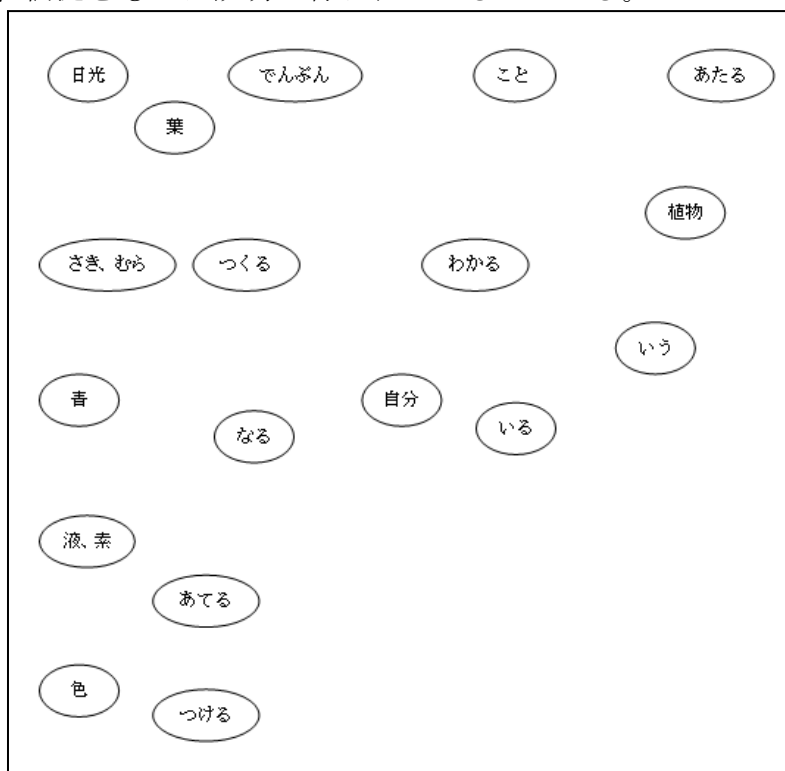 日光
でんぷん
こと
あたる
葉
植物
さき、むら
つくる
わかる
いう
青
自分
いる
なる
液、素
あてる
色
つける